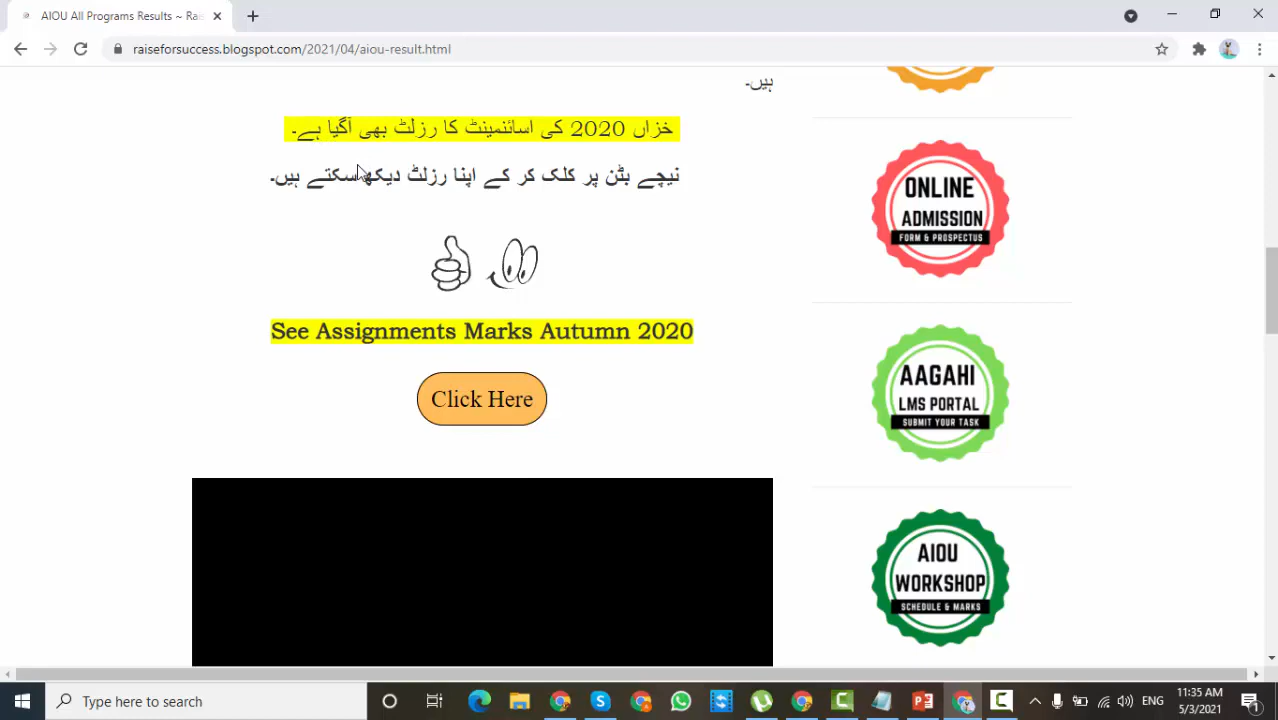 AIOU All Programs Results ~ Rai
raiseforsuccess.blogspot.com/2021/04/aiou-result.html
ہیں۔
خزاں 2020 کی اسائنمینٹ کا رزلٹ بھی آگیا ہے۔
نیچے بٹن پر کلک کر کے اپنا رزلٹ دیکھ سکتے ہیں۔
See Assignments Marks Autumn 2020
Click Here
ONLINE
ADMISSION
FORM & PROSPECTUS
AAGAHI
LMS PORTAL
SUBMIT YOUR TASK
AIOU
WORKSHOP
SCHEDULE & MARKS
Type here to search
ENG
11:35 AM
5/3/2021